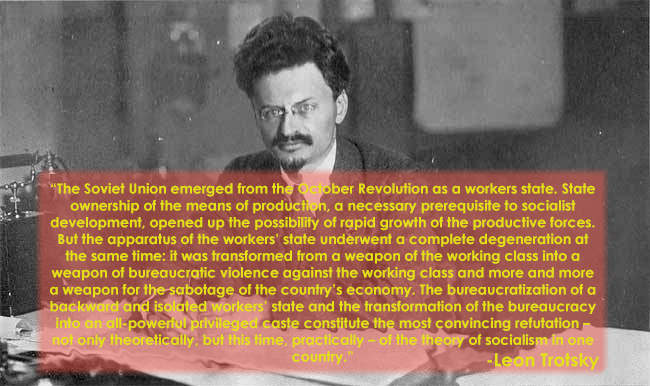 “The Soviet Union emerged from the October Revolution as a workers state. State
ownership of the means of production, a necessary prerequisite to socialist
development, opened up the possibility of rapid growth of the productive forces.
But the apparatus of the workers’ state underwent a complete degeneration at
the same time: it was transformed from a weapon of the working class into a
weapon of bureaucratic violence against the working class and more and more
a weapon for the sabotage of the country’s economy. The bureaucratization of a
backward and isolated workers’ state and the transformation of the bureaucracy
into an all-powerful privileged caste constitute the most convincing refutation –
not only theoretically, but this time, practically – of the theory of socialism in one
country.”
-Leon Trotsky